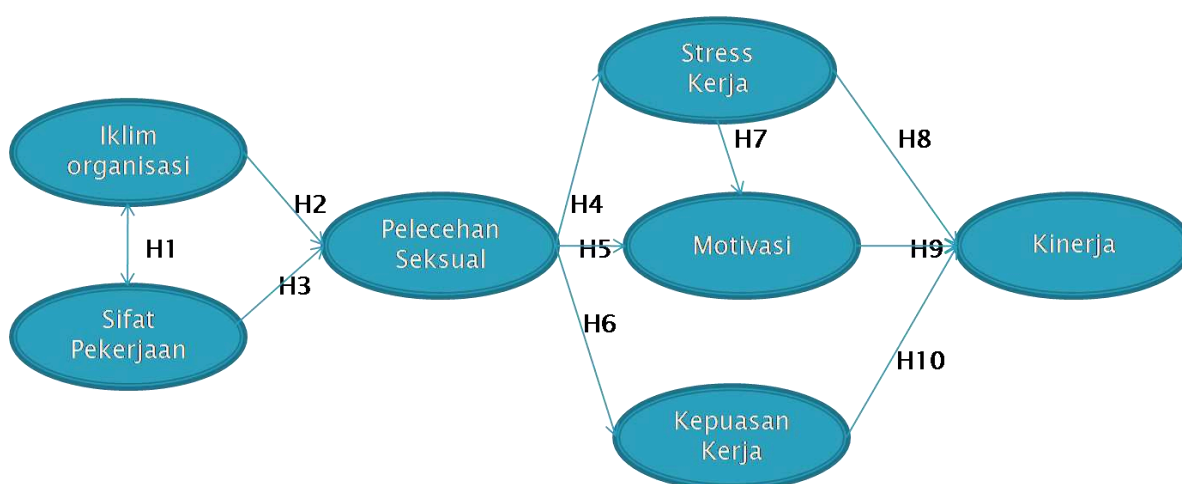 Iklim
organisasi
H1
Sifat
Pekerjaan
H2
H3
Pelecehan
Seksual
H4
H5
H6
Stress
Kerja
H7
Motivasi
Kepuasan
Kerja
H8
H9
H10
Kinerja